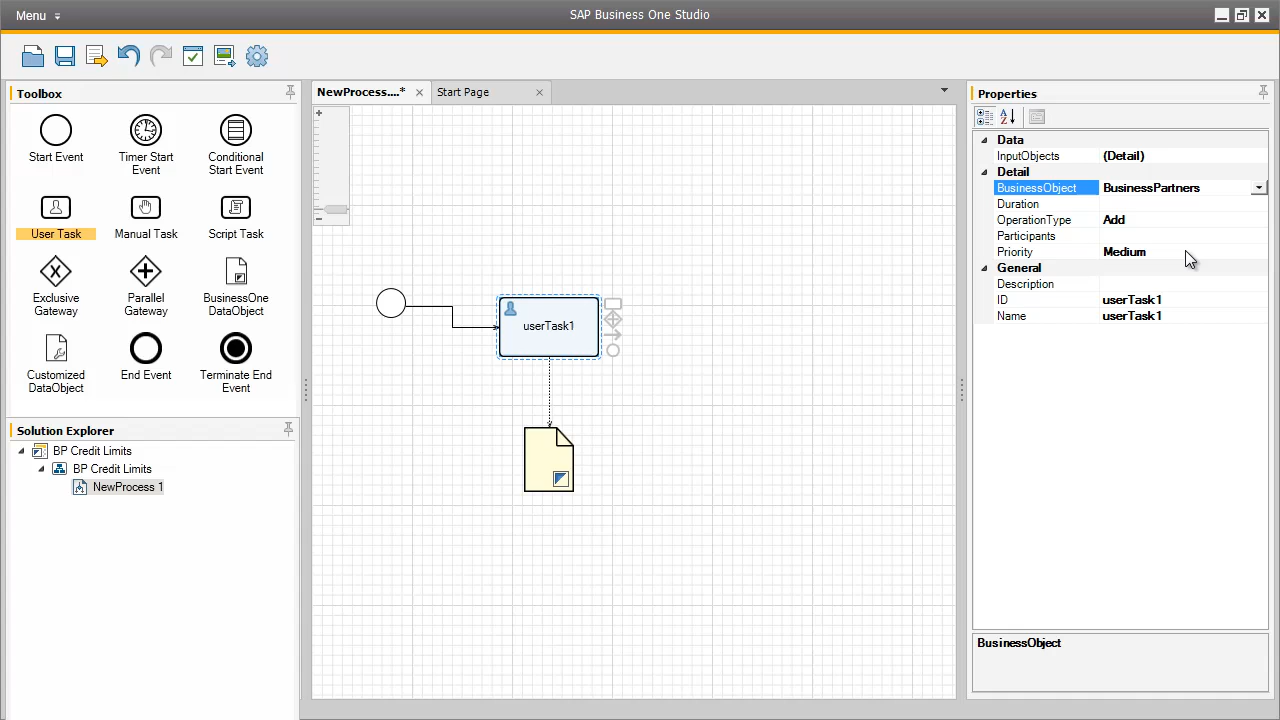 Menu
SAP Business One Studio
Toolbox
Start Event
Timer Start
Event
Conditional
Start Event
User Task
Manual Task
Script Task
Exclusive
Gateway
Parallel
Gateway
BusinessOne
DataObject
Customized
DataObject
End Event
Terminate End
Event
Solution Explorer
BP Credit Limits
BP Credit Limits
NewProcess 1
NewProcess....*
Start Page
userTask1
Properties
Data
InputObjects (Detail)
Detail
BusinessObject BusinessPartners
Duration
OperationType Add
Participants
Priority Medium
General
Description
ID userTask1
Name userTask1
BusinessObject